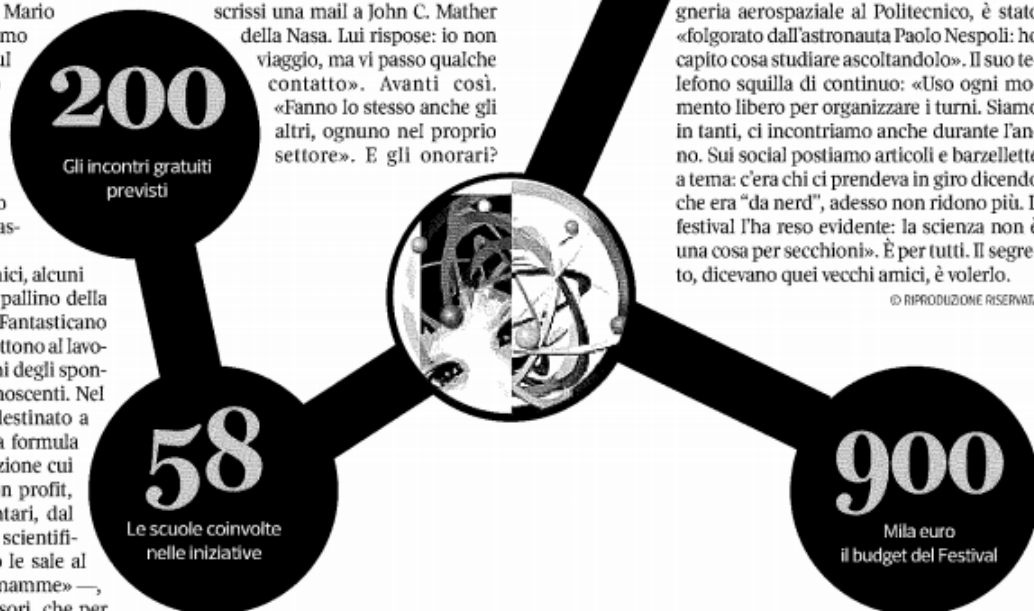 Mario
mo
ul
200
Gli incontri gratuiti
previsti
as-
ici, alcuni
pallino della
Fantasticano
ttono al lavo-
ni degli spon-
noscenti. Nel
destinato a
a formula
zione cui
n profit,
ntari, dal
scientifi-
o le sale al
mamme» —,
sori, che per
58
Le scuole coinvolte
nelle iniziative
scrissi una mail a John C. Mather
della Nasa. Lui rispose: io non
viaggio, ma vi passo qualche
contatto». Avanti così.
«Fanno lo stesso anche gli
altri, ognuno nel proprio
settore». E gli onorari?
gneria aerospaziale al Politecnico, è stato
«folgorato dall'astronauta Paolo Nespoli: ho
capito cosa studiare ascoltandolo». Il suo te-
lefono squilla di continuo: «Uso ogni mo-
mento libero per organizzare i turni. Siamo
in tanti, ci incontriamo anche durante l'an-
no. Sui social postiamo articoli e barzellette
a tema: c'era chi ci prendeva in giro dicendo
che era “da nerd”, adesso non ridono più. I
festival l'ha reso evidente: la scienza non è
una cosa per secchioni». È per tutti. Il segre-
to, dicevano quei vecchi amici, è volerlo.
© RIPRODUZIONE RISERVATA
900
Mila euro
il budget del Festival